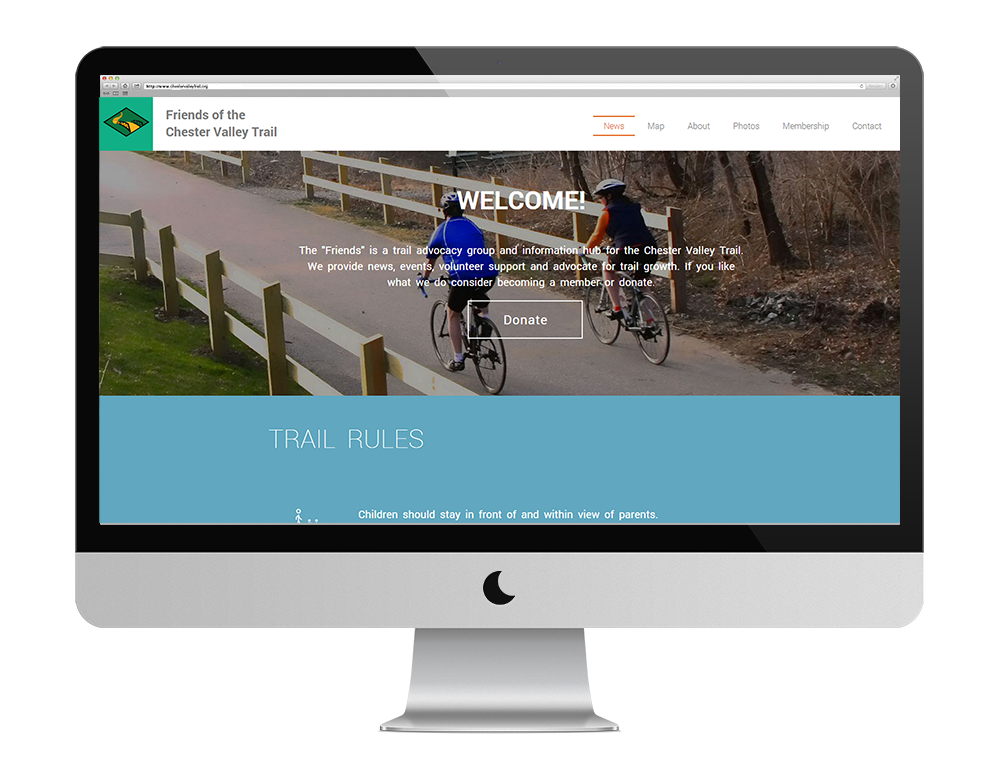 http://www.chestervalleytrail.org
Friends of the
Chester Valley Trail
News Map About Photos Membership Contact
WELCOME!
The "Friends" is a trail advocacy group and information hub for the Chester Valley Trail.
We provide news, events, volunteer support and advocate for trail growth. If you like
what we do consider becoming a member or donate.
Donate
TRAIL RULES
Children should stay in front of and within view of parents.